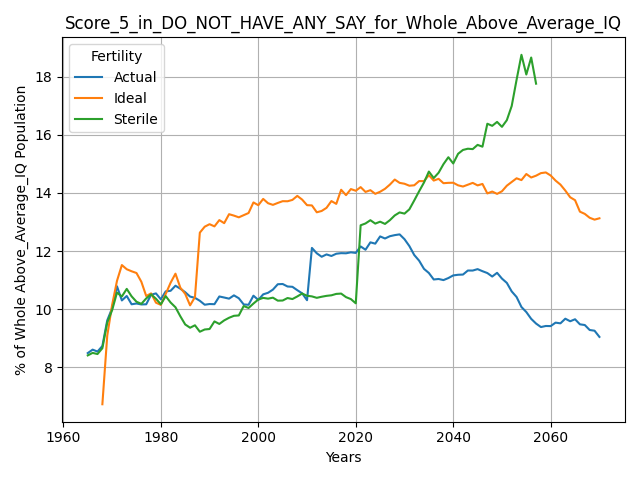 Score_5_in_DO_NOT_HAVE_ANY_SAY_for_Whole_Above_Average_IQ
Fertility
Actual
Ideal
Sterile
% of Whole Above_Average_IQ Population
18
16
14
12
10
8
1960
1980
2000
2020
2040
2060
Years